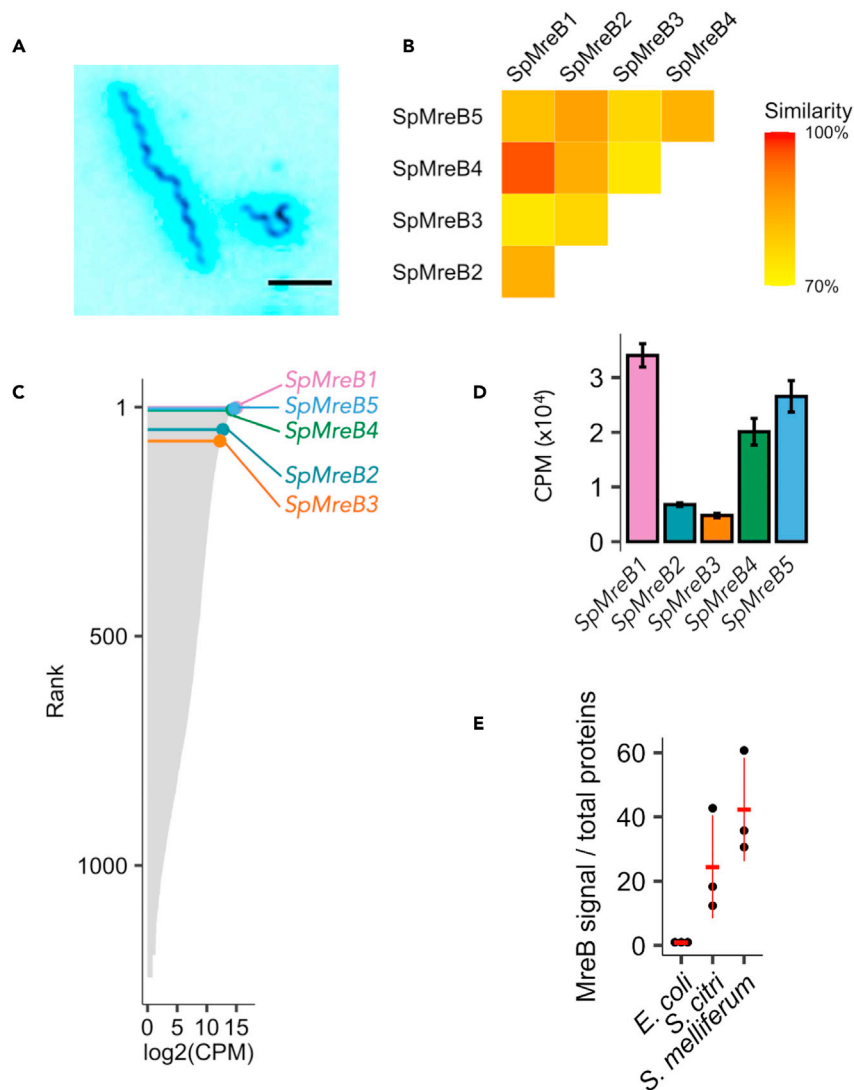 A
B
SpMreB1
SpMreB2
SpMreB3
SpMreB4
SpMreB5
SpMreB4
SpMreB3
SpMreB2
Similarity
100%
70%
C
SpMreB1
SpMreB5
SpMreB4
SpMreB2
SpMreB3
1
500
1000
Rank
0 5 10 15
log2(CPM)
D
CPM (x10⁴)
3
2
1
0
SpMreB1
SpMreB2
SpMreB3
SpMreB4
SpMreB5
E
MreB signal / total proteins
60
40
20
0
E. coli
S. citri
S. melliferum